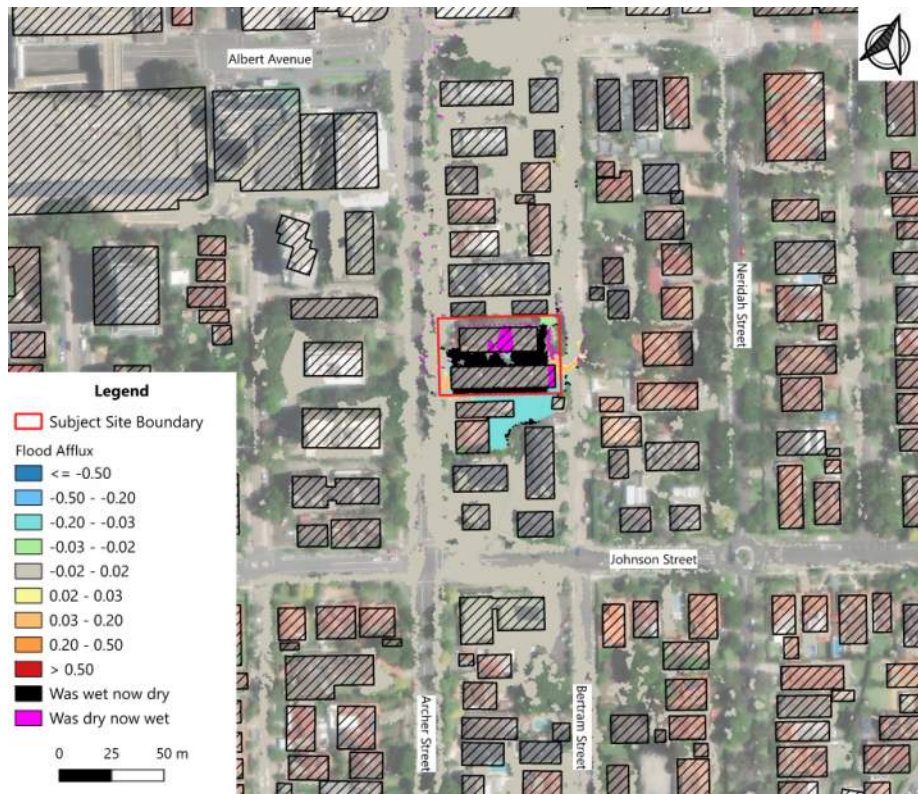 Albert Avenue
Neridah Street
Legend
Subject Site Boundary
Flood Afflux
<= -0.50
-0.50 - -0.20
-0.20 - -0.03
-0.03 - -0.02
-0.02 - 0.02
0.02 - 0.03
0.03 - 0.20
0.20 - 0.50
> 0.50
Was wet now dry
Was dry now wet
0 25 50 m
Johnson Street
Archer Street
Bertram Street